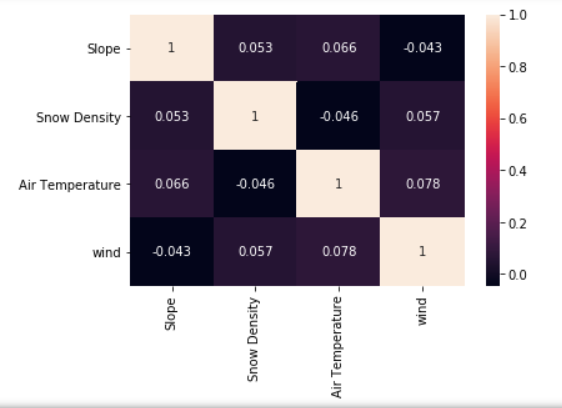 1.0
Slope 1 0.053 0.066 -0.043
0.8
Snow Density 0.053 1 -0.046 0.057
0.6
0.4
Air Temperature 0.066 -0.046 1 0.078
0.2
wind -0.043 0.057 0.078 1
0.0
Slope
Snow Density
Air Temperature
wind